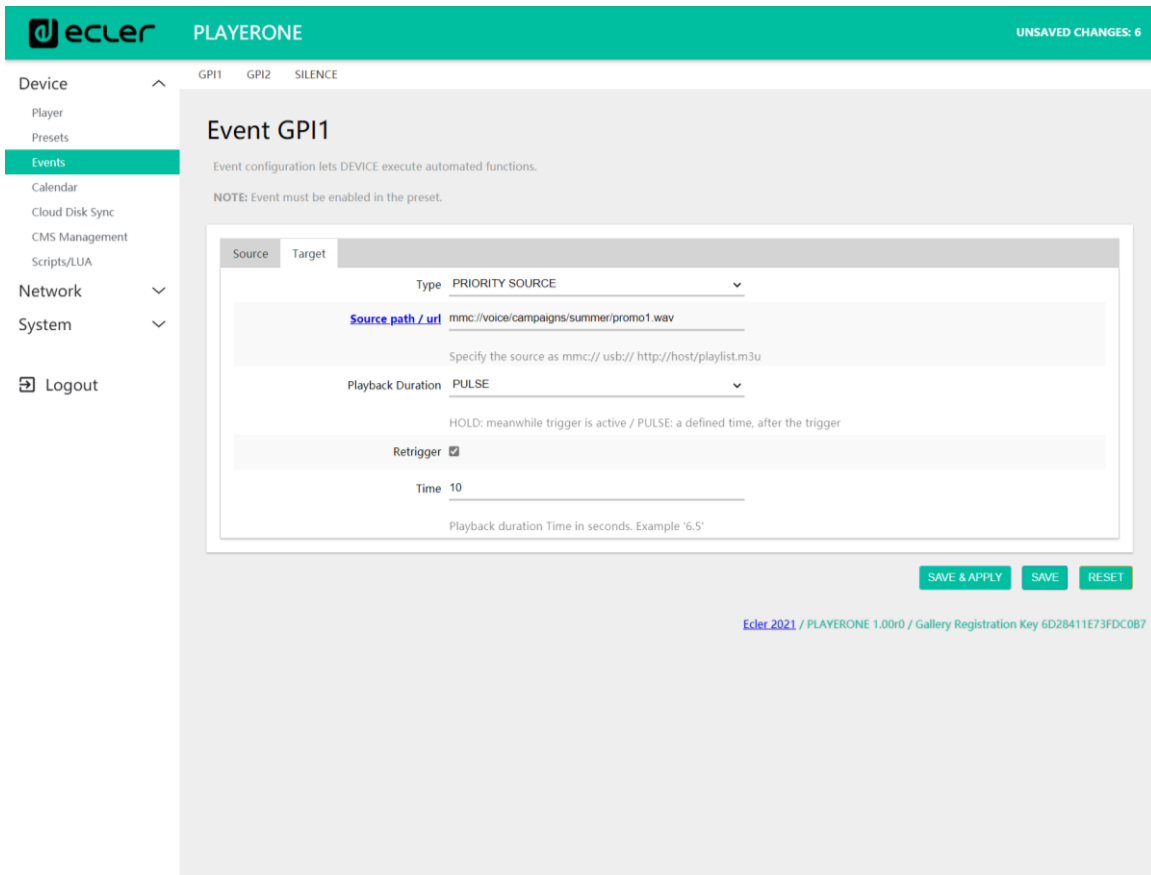 ecler PLAYERONE UNSAVED CHANGES: 6
Device
Player
Presets
Events
Calendar
Cloud Disk Sync
CMS Management
Scripts/LUA
Network
System
Logout
GPI1 GPI2 SILENCE
Event GPI1
Event configuration lets DEVICE execute automated functions.
NOTE: Event must be enabled in the preset.
Source Target
Type PRIORITY SOURCE
Source path / url mmc://voice/campaigns/summer/promo1.wav
Specify the source as mmc:// usb:// http://host/playlist.m3u
Playback Duration PULSE
HOLD: meanwhile trigger is active / PULSE: a defined time, after the trigger
Retrigger
Time 10
Playback duration Time in seconds. Example '6.5'
SAVE & APPLY SAVE RESET
Ecler 2021 / PLAYERONE 1.00r0 / Gallery Registration Key 6D28411E73FDC0B7